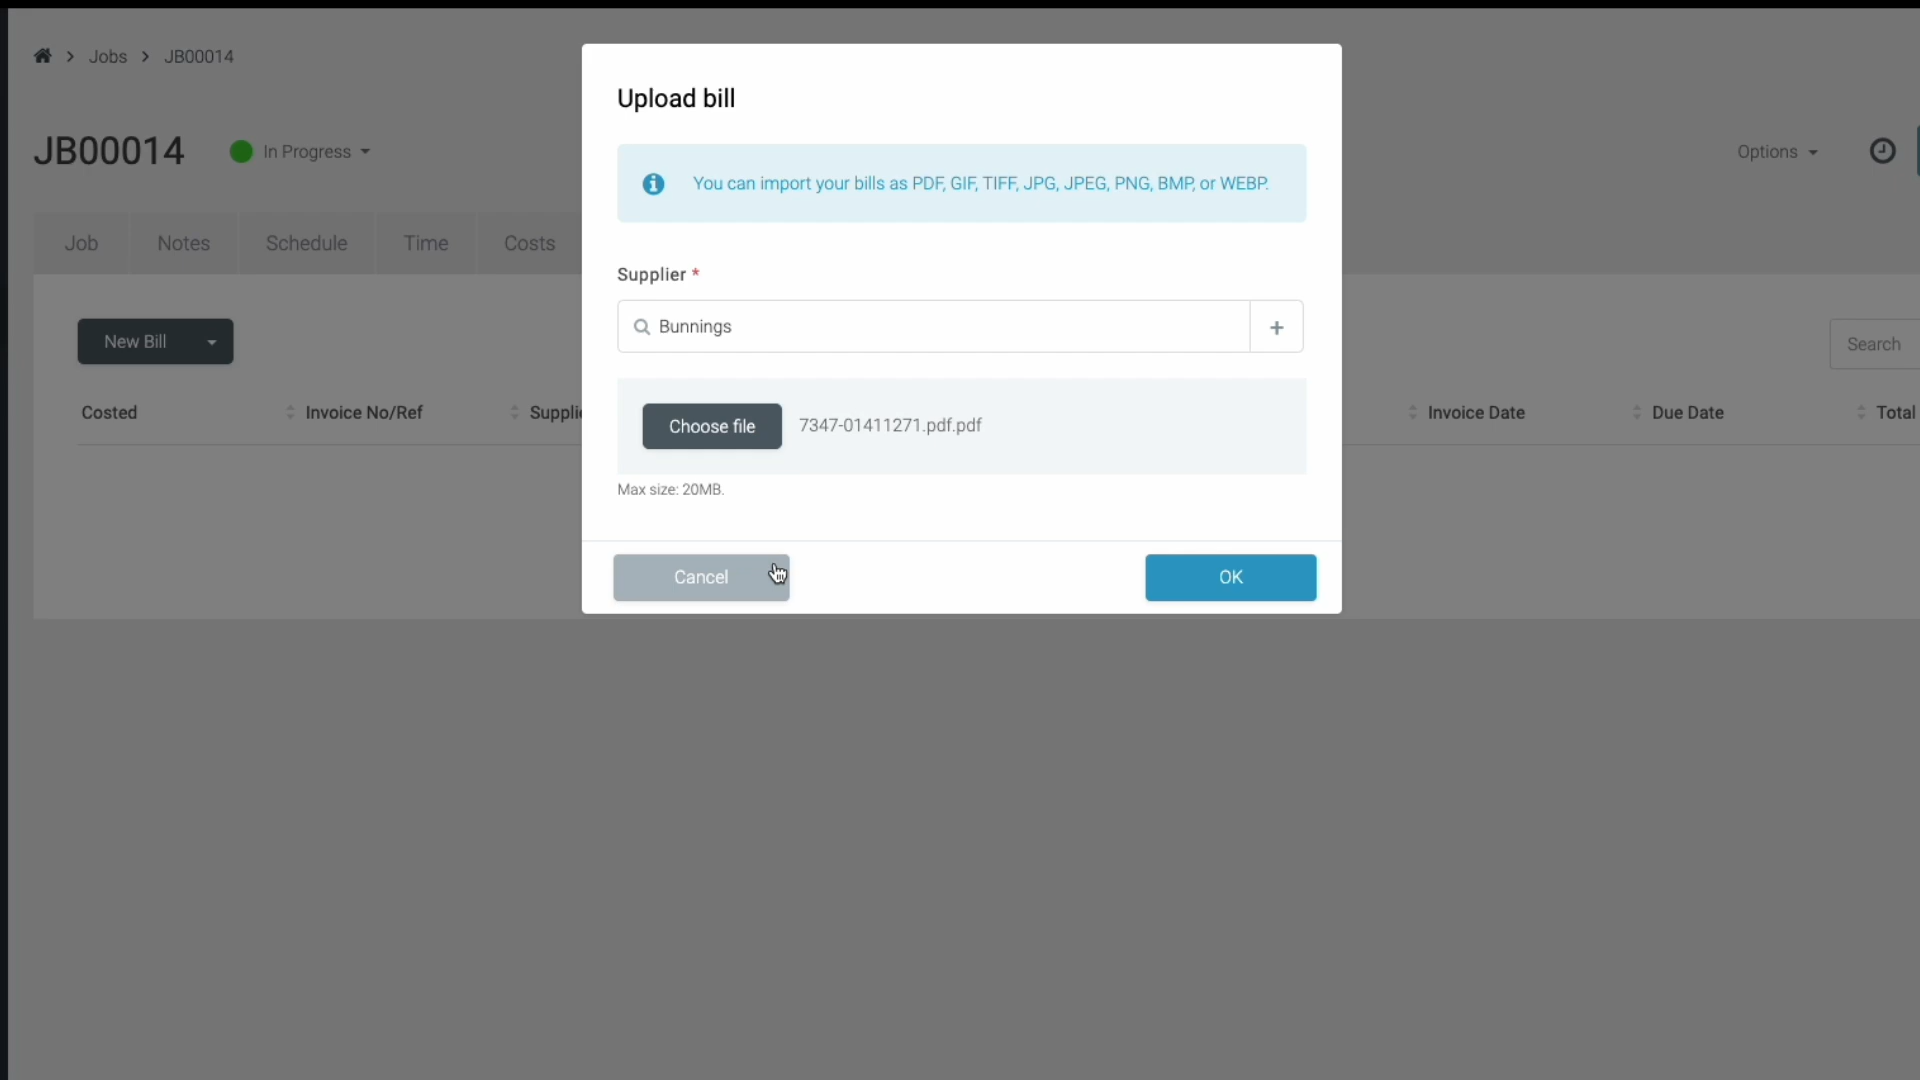 Jobs JB00014
JB00014 In Progress
Options
Job Notes Schedule Time Costs
New Bill
Search
Costed Invoice No/Ref Invoice Date Due Date Total
Upload bill
You can import your bills as PDF, GIF, TIFF, JPG, JPEG, PNG, BMP, or WEBP.
Supplier *
Bunnings +
Choose file 7347-01411271.pdf.pdf
Max size: 20MB.
Cancel OK